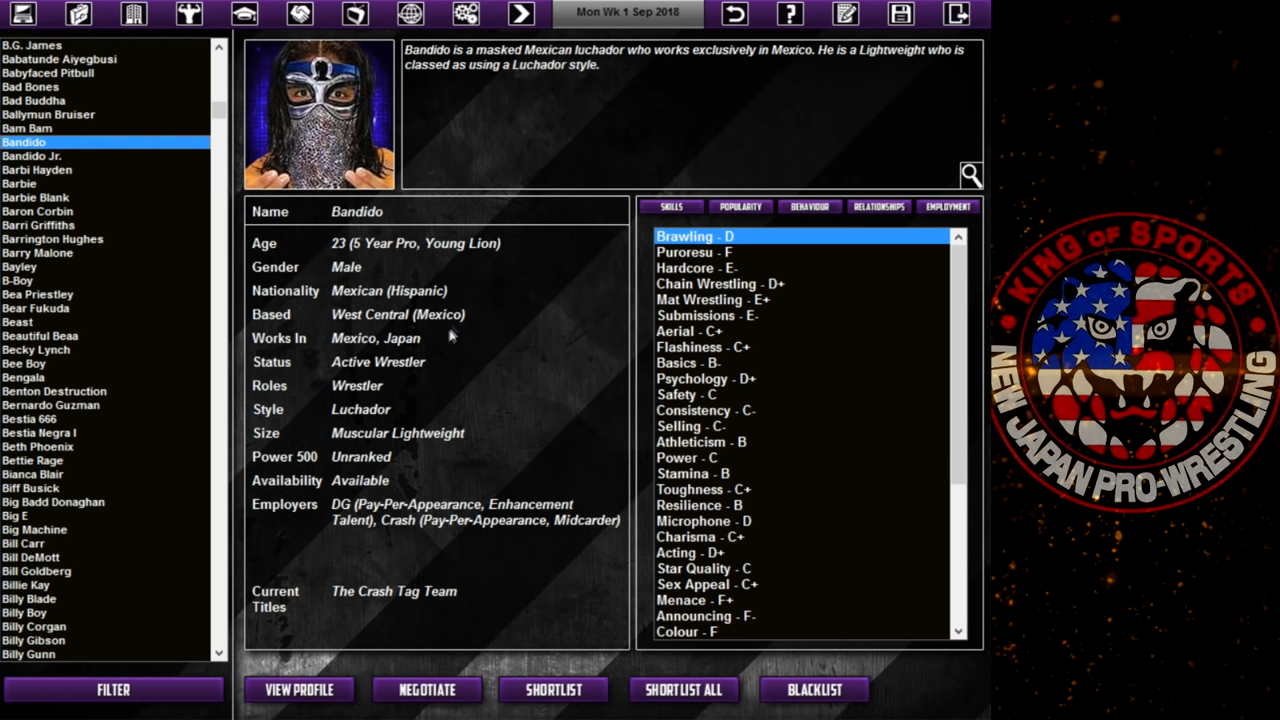 Mon Wk 1 Sep 2018
B.G. James
Babatunde Aiyegbusi
Babyfaced Pitbull
Bad Bones
Bad Buddha
Ballymun Bruiser
Bam Bam
Bandido
Bandido Jr.
Barbi Hayden
Barbie
Barbie Blank
Baron Corbin
Barri Griffiths
Barrington Hughes
Barry Malone
Bayley
B-Boy
Bea Priestley
Bear Fukuda
Beast
Beautiful Beaa
Becky Lynch
Bee Boy
Bengala
Benton Destruction
Bernardo Guzman
Bestia 666
Bestia Negra I
Beth Phoenix
Bettie Rage
Bianca Blair
Biff Busick
Big Badd Donaghan
Big E
Big Machine
Bill Carr
Bill DeMott
Bill Goldberg
Billie Kay
Billy Blade
Billy Boy
Billy Corgan
Billy Gibson
Billy Gunn
FILTER
Bandido is a masked Mexican luchador who works exclusively in Mexico. He is a Lightweight who is
classed as using a Luchador style.
Name Bandido
Age 23 (5 Year Pro, Young Lion)
Gender Male
Nationality Mexican (Hispanic)
Based West Central (Mexico)
Works In Mexico, Japan
Status Active Wrestler
Roles Wrestler
Style Luchador
Size Muscular Lightweight
Power 500 Unranked
Availability Available
Employers DG (Pay-Per-Appearance, Enhancement
Talent), Crash (Pay-Per-Appearance, Midcarder)
Current The Crash Tag Team
Titles
SKILLS POPULARITY BEHAVIOUR RELATIONSHIPS EMPLOYMENT
Brawling - D
Puroresu - F
Hardcore - E-
Chain Wrestling - D+
Mat Wrestling - E+
Submissions - E-
Aerial - C+
Flashiness - C+
Basics - B-
Psychology - D+
Safety - C
Consistency - C-
Selling - C-
Athleticism - B
Power - C
Stamina - B
Toughness - C+
Resilience - B
Microphone - D
Charisma - C+
Acting - D+
Star Quality - C
Sex Appeal - C+
Menace - F+
Announcing - F-
Colour - F
VIEW PROFILE NEGOTIATE SHORTLIST SHORTLIST ALL BLACKLIST
KING OF SPORTS
NEW JAPAN PRO-WRESTLING